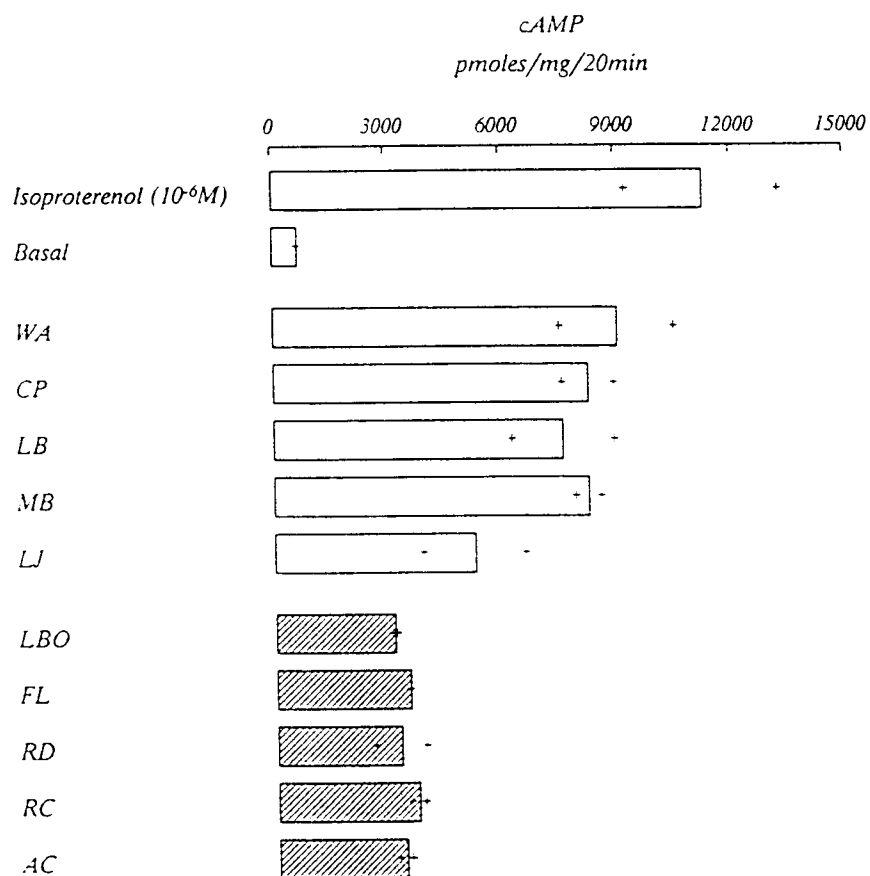 cAMP
pmoles/mg/20min
0 3000 6000 9000 12000 15000
Isoproterenol (10⁻⁶M)
Basal
WA
CP
LB
MB
LJ
LBO
FL
RD
RC
AC